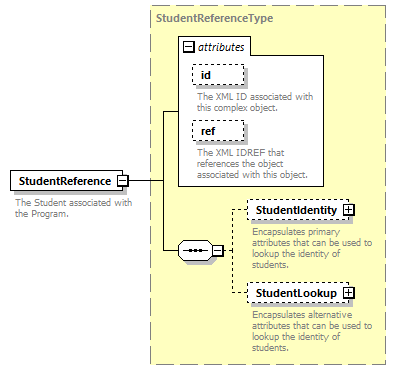 StudentReferenceType
attributes
id
The XML ID associated with
this complex object.
ref
The XML IDREF that
references the object
associated with this object.
StudentReference
The Student associated with
the Program.
StudentIdentity
Encapsulates primary
attributes that can be used to
lookup the identity of
students.
StudentLookup
Encapsulates alternative
attributes that can be used to
lookup the identity of
students.